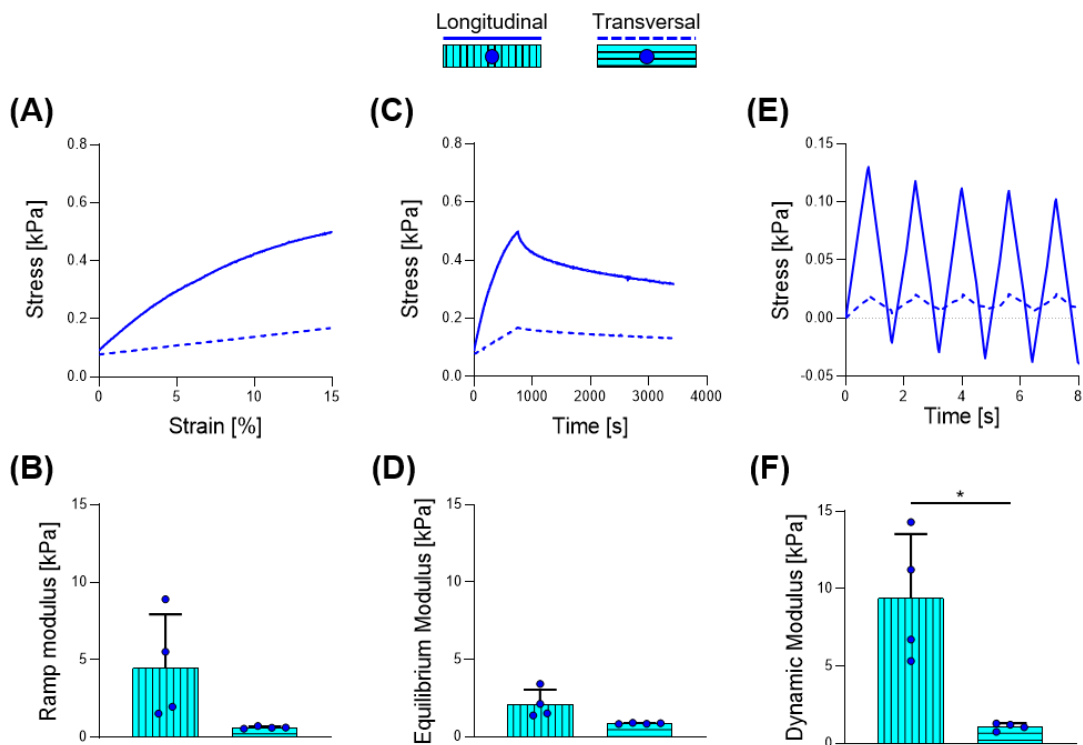 Longitudinal Transversal
(A)
0.8
0.6
0.4
0.2
0.0
Stress [kPa]
0 5 10 15
Strain [%]
(C)
0.8
0.6
0.4
0.2
0.0
Stress [kPa]
0 1000 2000 3000 4000
Time [s]
(E)
0.15
0.10
0.05
0.00
-0.05
Stress [kPa]
0 2 4 6 8
Time [s]
(B)
15
10
5
0
Ramp modulus [kPa]
(D)
15
10
5
0
Equilibrium Modulus [kPa]
(F)
*
15
10
5
0
Dynamic Modulus [kPa]